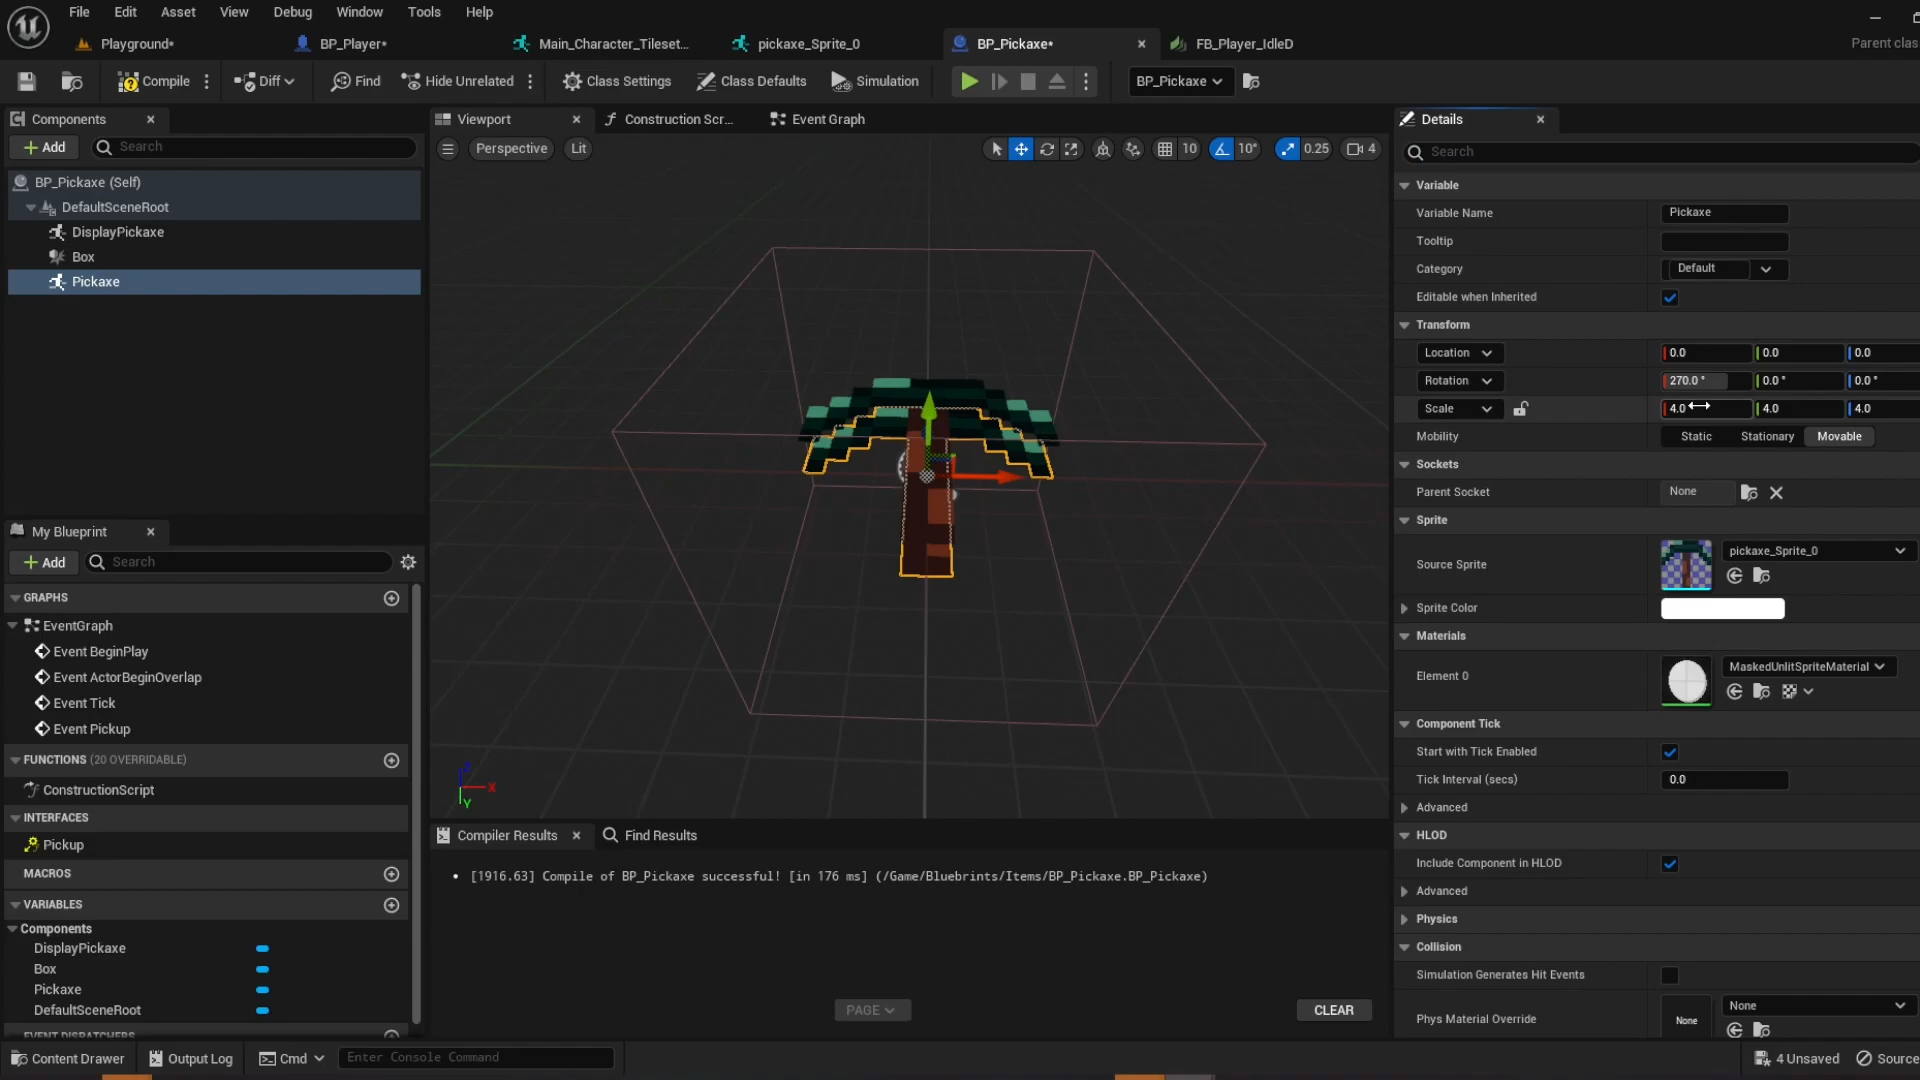 File Edit Asset View Debug Window Tools Help
Playground* BP_Player* Main_Character_Tileset... pickaxe_Sprite_0 BP_Pickaxe* FB_Player_IdleD Parent clas
Compile Diff Find Hide Unrelated Class Settings Class Defaults Simulation BP_Pickaxe
Components
Add Search
BP_Pickaxe (Self)
DefaultSceneRoot
DisplayPickaxe
Box
Pickaxe
My Blueprint
Add Search
GRAPHS
EventGraph
Event BeginPlay
Event ActorBeginOverlap
Event Tick
Event Pickup
FUNCTIONS (20 OVERRIDABLE)
ConstructionScript
INTERFACES
Pickup
MACROS
VARIABLES
Components
DisplayPickaxe
Box
Pickaxe
DefaultSceneRoot
EVENT DISPATCHERS
Viewport Construction Scr... Event Graph
Perspective Lit 10 10° 0.25 4
X
Y
Compiler Results Find Results
• [1916.63] Compile of BP_Pickaxe successful! [in 176 ms] (/Game/Bluebrints/Items/BP_Pickaxe.BP_Pickaxe)
PAGE CLEAR
Details
Search
Variable
Variable Name Pickaxe
Tooltip
Category Default
Editable when Inherited
Transform
Location 0.0 0.0 0.0
Rotation 270.0 ° 0.0 ° 0.0 °
Scale 4.0 4.0 4.0
Mobility Static Stationary Movable
Sockets
Parent Socket None
Sprite
Source Sprite pickaxe_Sprite_0
Sprite Color
Materials
Element 0 MaskedUnlitSpriteMaterial
Component Tick
Start with Tick Enabled
Tick Interval (secs) 0.0
Advanced
HLOD
Include Component in HLOD
Advanced
Physics
Collision
Simulation Generates Hit Events
Phys Material Override None None
Content Drawer Output Log Cmd Enter Console Command 4 Unsaved Source